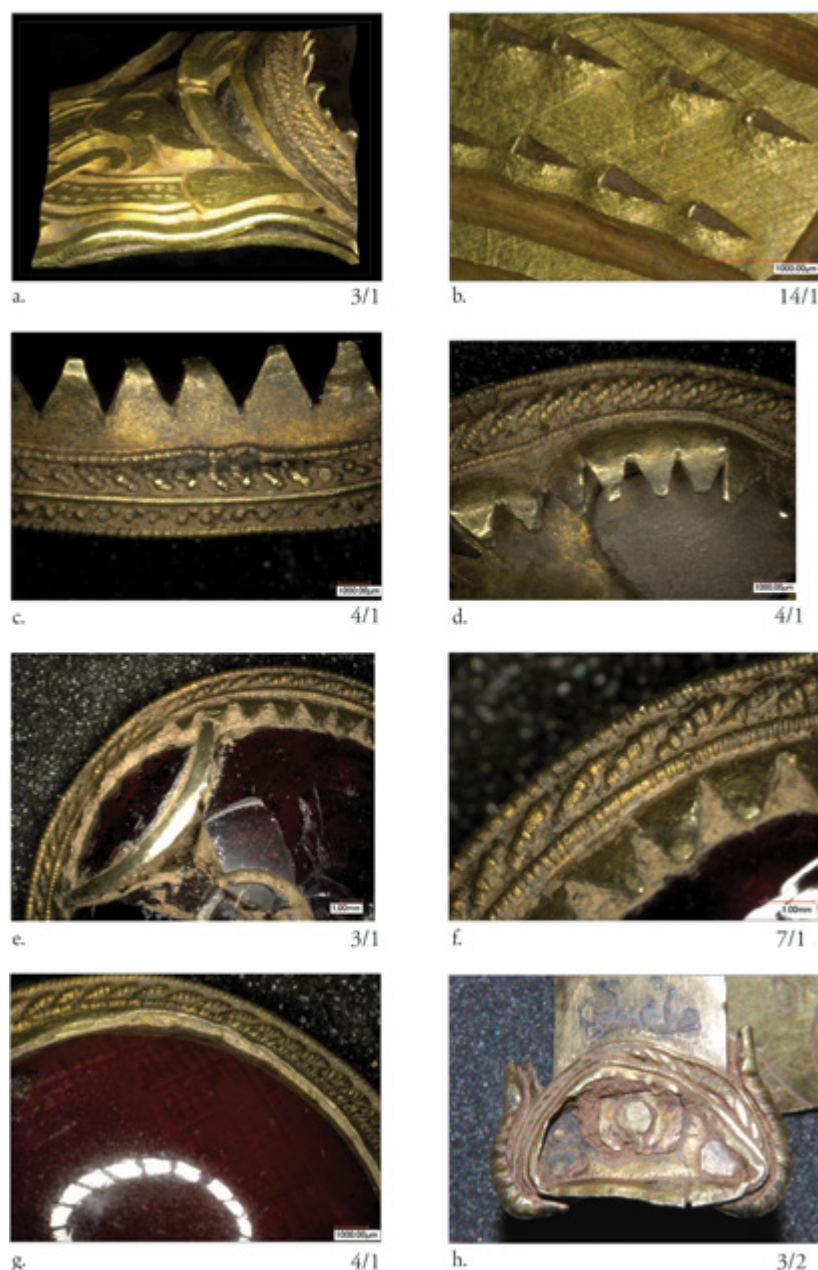 a. 3/1
1000.00µm
b. 14/1
1000.00µm
c. 4/1
1000.00µm
d. 4/1
1.00mm
e. 3/1
1.00mm
f. 7/1
1000.00µm
g. 4/1
h. 3/2